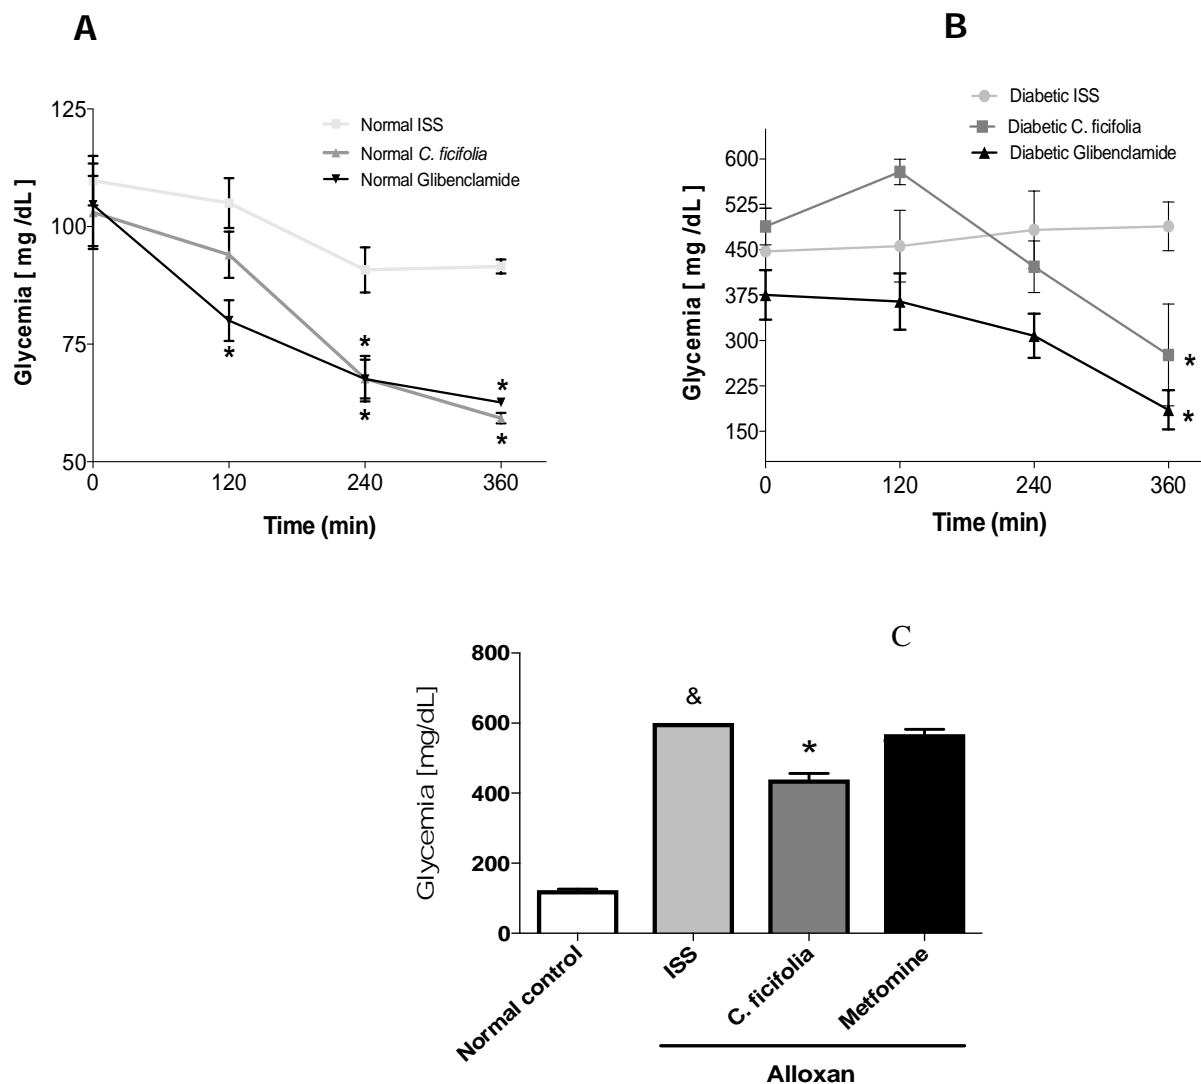 A
125
100
75
50
Glycemia [ mg /dL ]
Normal ISS
Normal C. ficifolia
Normal Glibenclamide
*
*
*
*
*
0 120 240 360
Time (min)
B
Diabetic ISS
Diabetic C. ficifolia
Diabetic Glibenclamide
600
525
450
375
300
225
150
Glycemia [ mg /dL ]
*
*
0 120 240 360
Time (min)
C
800
600
400
200
0
Glycemia [mg/dL]
&
*
Normal control
ISS
C. ficifolia
Metfomine
Alloxan